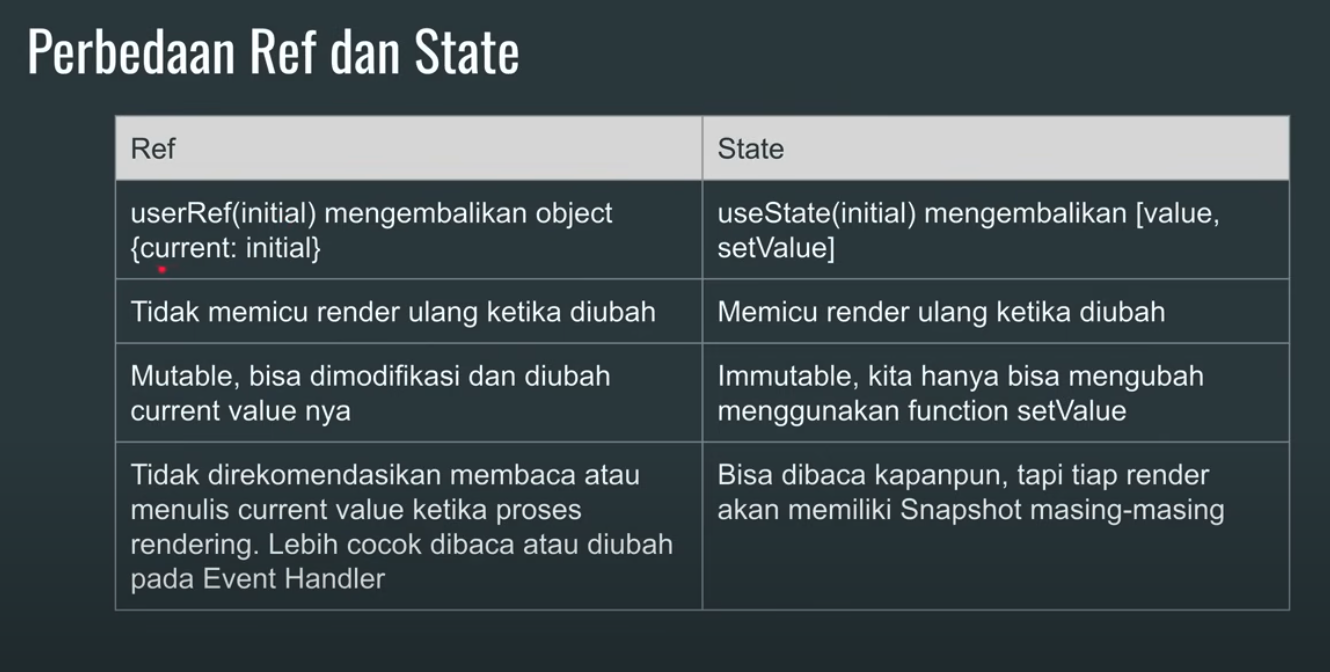 Perbedaan Ref dan State
Ref
State
userRef(initial) mengembalikan object
{current: initial}
useState(initial) mengembalikan [value,
setValue]
Tidak memicu render ulang ketika diubah
Memicu render ulang ketika diubah
Mutable, bisa dimodifikasi dan diubah
current value nya
Immutable, kita hanya bisa mengubah
menggunakan function setValue
Tidak direkomendasikan membaca atau
menulis current value ketika proses
rendering. Lebih cocok dibaca atau diubah
pada Event Handler
Bisa dibaca kapanpun, tapi tiap render
akan memiliki Snapshot masing-masing